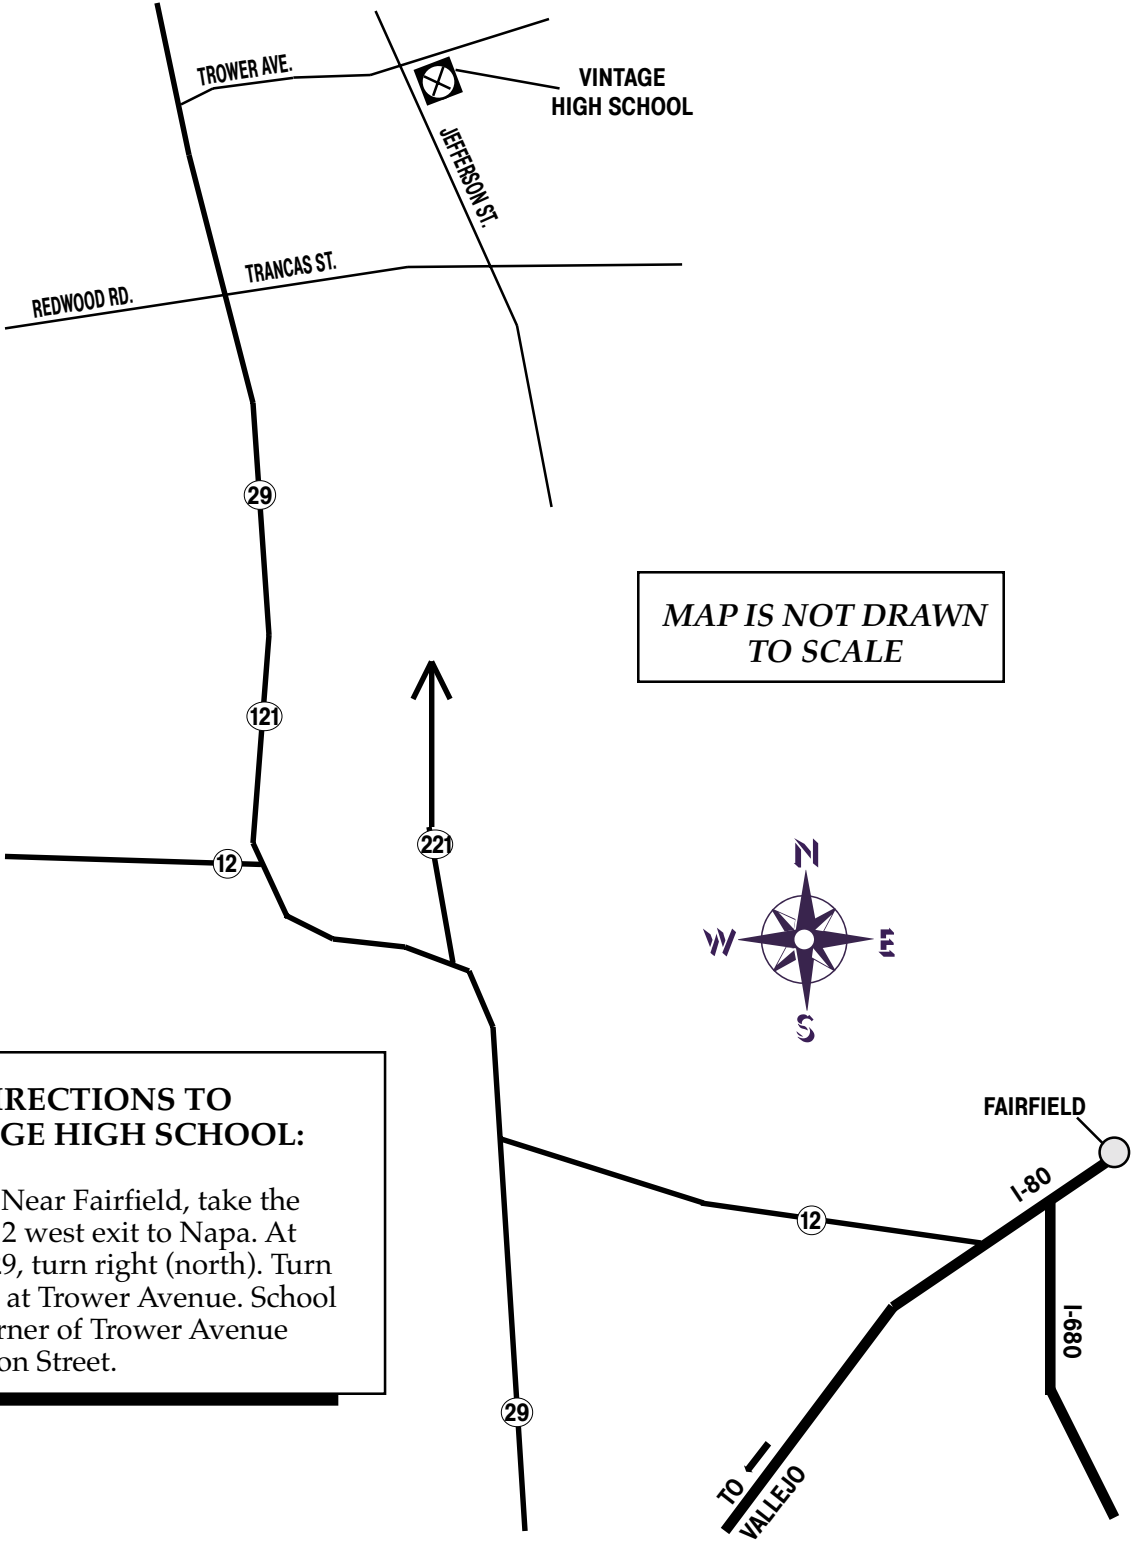 TROWER AVE.
VINTAGE
HIGH SCHOOL
JEFFERSON ST.
TRANCAS ST.
REDWOOD RD.
29
MAP IS NOT DRAWN
TO SCALE
121
221
12
N
W
E
S
IRECTIONS TO
GE HIGH SCHOOL:
Near Fairfield, take the
2 west exit to Napa. At
29, turn right (north). Turn
at Trower Avenue. School
rner of Trower Avenue
on Street.
FAIRFIELD
I-80
12
I-680
29
TO
VALLEJO